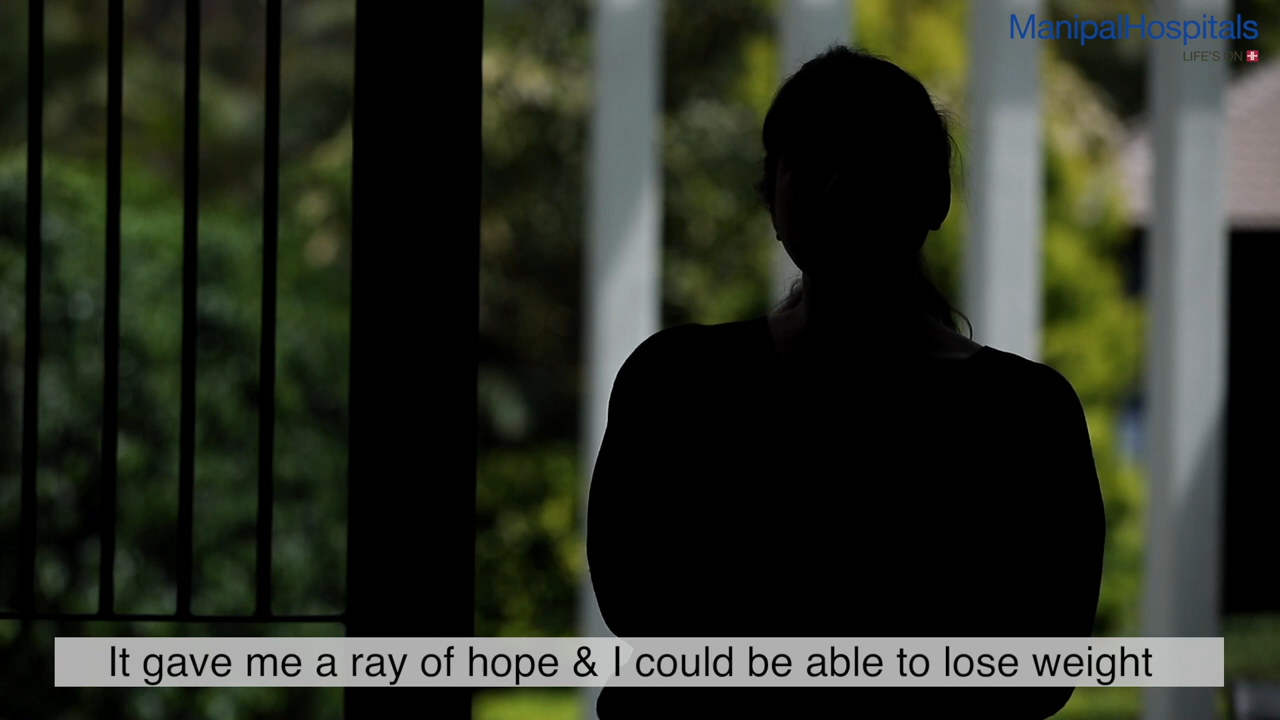 ManipalHospitals
LIFE'S ON
It gave me a ray of hope & I could be able to lose weight